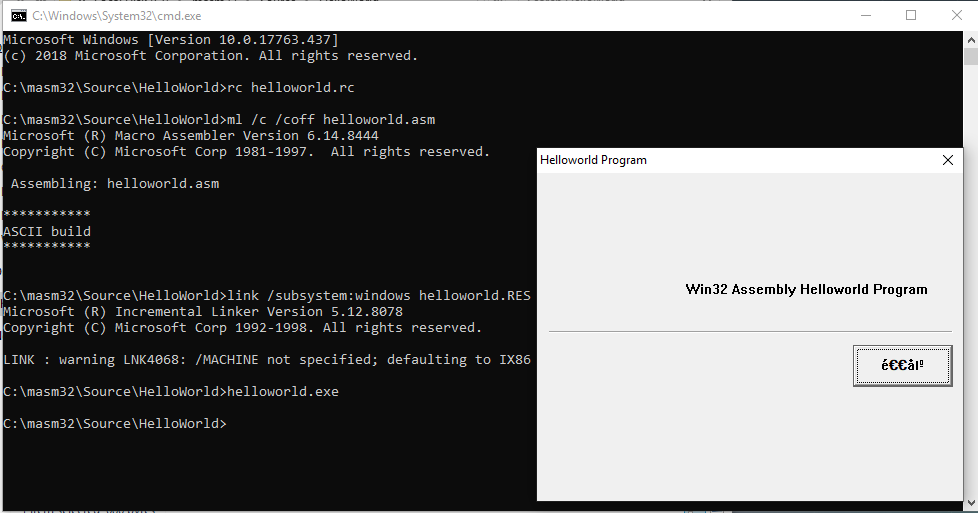 C:\Windows\System32\cmd.exe
Microsoft Windows [Version 10.0.17763.437]
(c) 2018 Microsoft Corporation. All rights reserved.
C:\masm32\Source\HelloWorld>rc helloworld.rc
C:\masm32\Source\HelloWorld>ml /c /coff helloworld.asm
Microsoft (R) Macro Assembler Version 6.14.8444
Copyright (C) Microsoft Corp 1981-1997.  All rights reserved.
Assembling: helloworld.asm
***********
ASCII build
***********
C:\masm32\Source\HelloWorld>link /subsystem:windows helloworld.RES
Microsoft (R) Incremental Linker Version 5.12.8078
Copyright (C) Microsoft Corp 1992-1998. All rights reserved.
LINK : warning LNK4068: /MACHINE not specified; defaulting to IX86
C:\masm32\Source\HelloWorld>helloworld.exe
C:\masm32\Source\HelloWorld>
Helloworld Program
Win32 Assembly Helloworld Program
é€€å‡º